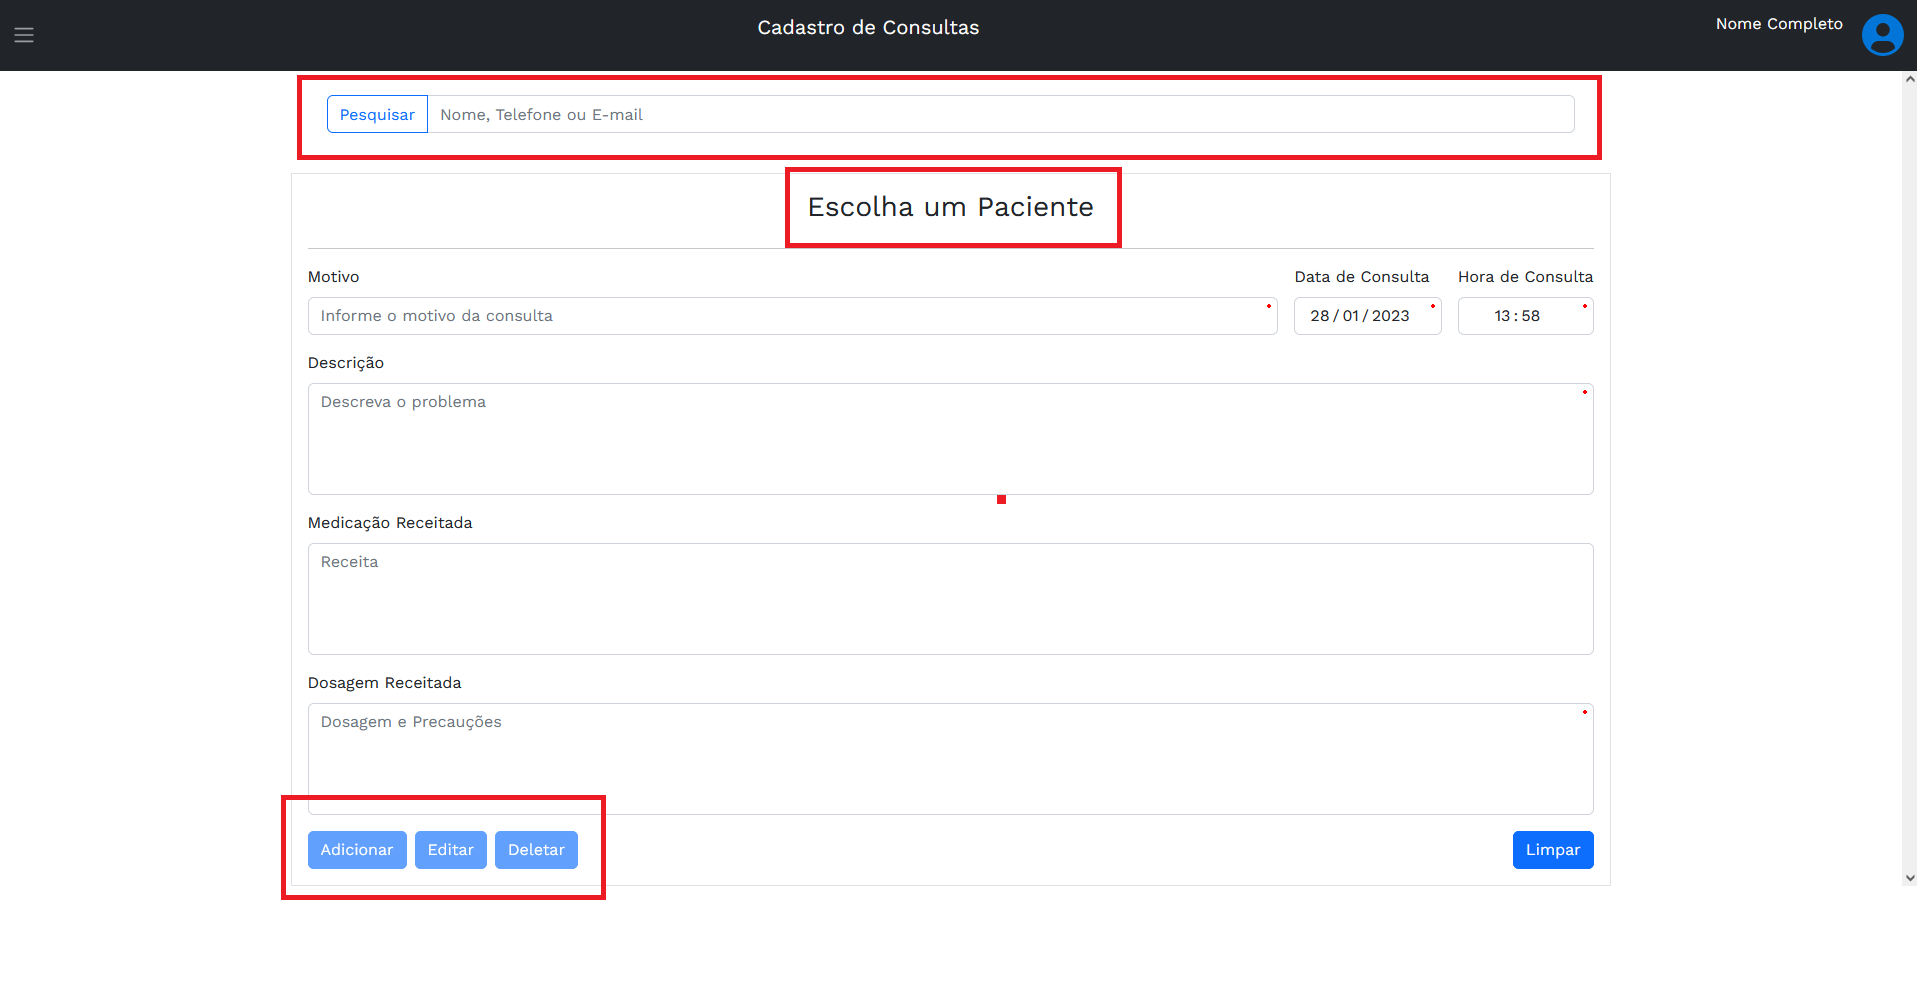 Cadastro de Consultas
Nome Completo
Pesquisar Nome, Telefone ou E-mail
Escolha um Paciente
Motivo Data de Consulta Hora de Consulta
Informe o motivo da consulta 28/01/2023 13:58
Descrição
Descreva o problema
Medicação Receitada
Receita
Dosagem Receitada
Dosagem e Precauções
Adicionar Editar Deletar Limpar